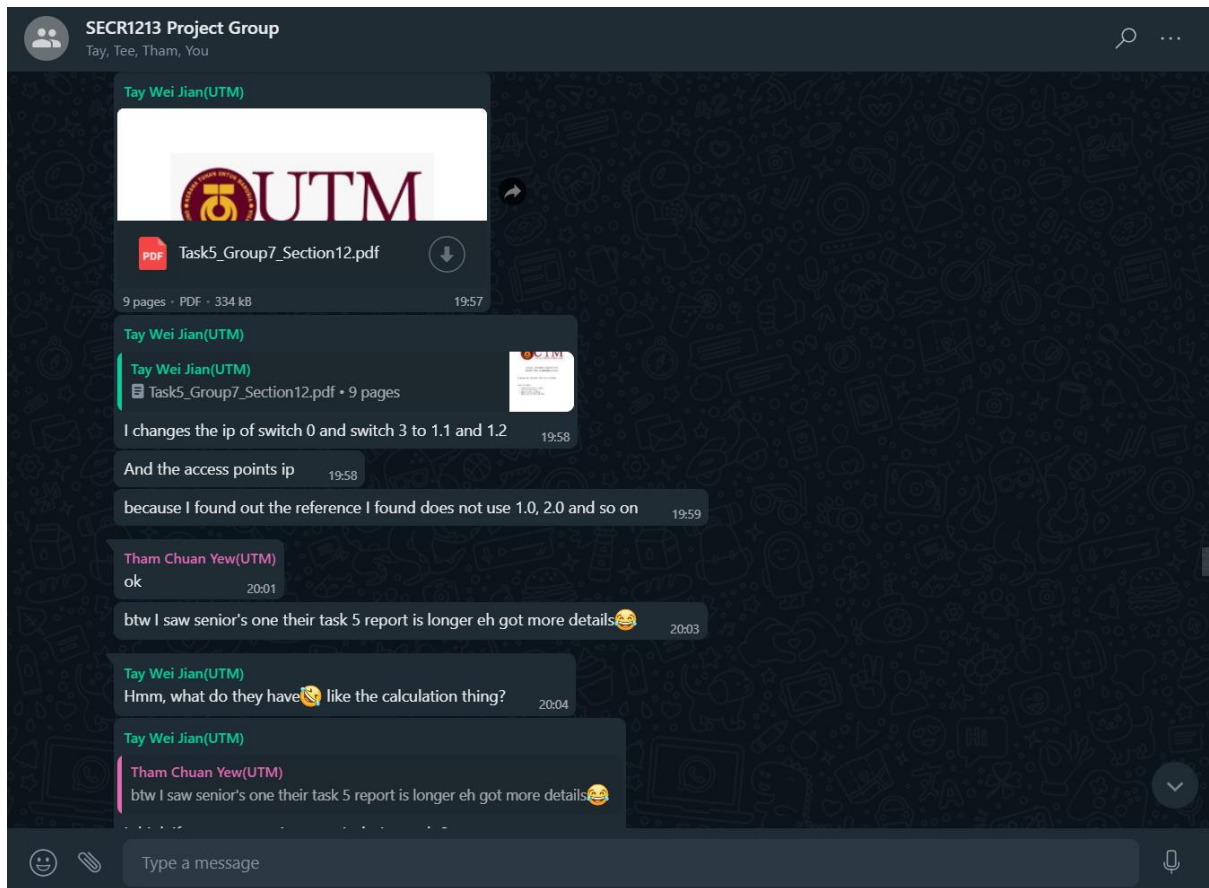 SECR1213 Project Group
Tay, Tee, Tham, You
Tay Wei Jian(UTM)
UTM
PDF
Task5_Group7_Section12.pdf
9 pages • PDF • 334 kB 19:57
Tay Wei Jian(UTM)
Tay Wei Jian(UTM)
Task5_Group7_Section12.pdf • 9 pages
I changes the ip of switch 0 and switch 3 to 1.1 and 1.2 19:58
And the access points ip 19:58
because I found out the reference I found does not use 1.0, 2.0 and so on 19:59
Tham Chuan Yew(UTM)
ok 20:01
btw I saw senior's one their task 5 report is longer eh got more details😂 20:03
Tay Wei Jian(UTM)
Hmm, what do they have🤣 like the calculation thing? 20:04
Tay Wei Jian(UTM)
Tham Chuan Yew(UTM)
btw I saw senior's one their task 5 report is longer eh got more details😂
Type a message